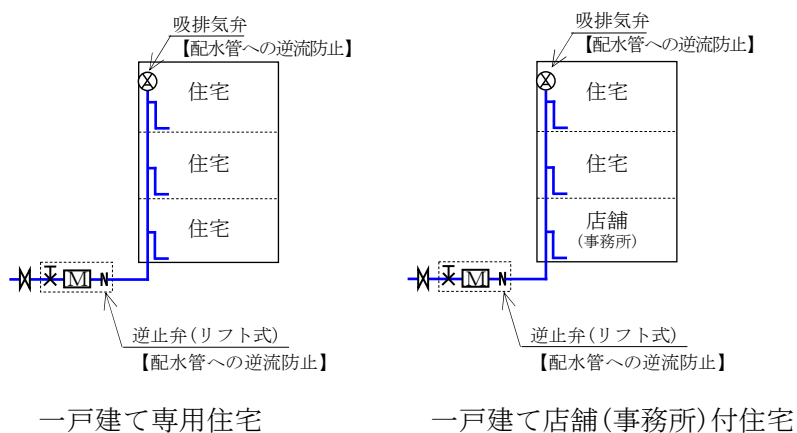 吸排気弁
【配水管への逆流防止】
住宅
住宅
住宅
M
N
逆止弁(リフト式)
【配水管への逆流防止】
一戸建て専用住宅
吸排気弁
【配水管への逆流防止】
住宅
住宅
店舗
(事務所)
M
N
逆止弁(リフト式)
【配水管への逆流防止】
一戸建て店舗(事務所)付住宅